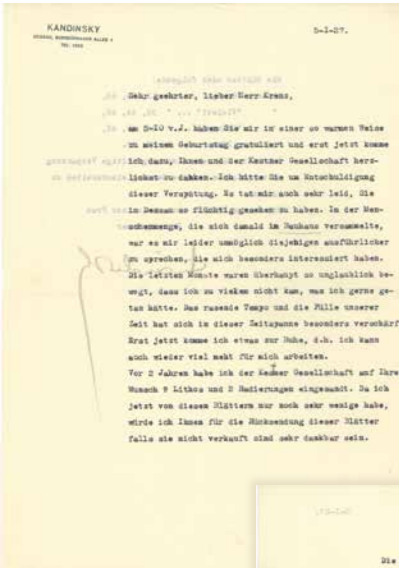 KANDINSKY
5-I-27.
Sehr geehrter, lieber Herr Krenz,
am 5-IO v.J. haben Sie mir in einer so warmen Weise
zu meinem Geburtstag gratuliert und erst jetzt komme
ich dazu, Ihnen und der Kestner Gesellschaft herz-
lichst zu danken. Ich bitte Sie um Entschuldigung
dieser Verspätung. Es tat mir auch sehr leid, Sie
in Dessau so flüchtig gesehen zu haben. In der Men-
schenmenge, die sich damald im Bauhaus versammelte,
war es mir leider unmöglich diejenigen ausführlicher
zu sprechen, die mich besonders interessiert haben.
Die letzten Monate waren überhaupt so unglaublich be-
wegt, dass ich zu vielem nicht kam, was ich gerne ge-
tan hätte. Das rasende Tempo und die Fülle unserer
Zeit hat sich in dieser Zeitspanne besonders verschärf
Erst jetzt komme ich etwas zur Ruhe, d.h. ich kann
auch wieder viel meht für mich arbeiten.
Vor 2 Jahren habe ich der Kestner Gesellschaft auf Ihre
Wunsch 9 Lithos und 2 Radierungen eingesandt. Da ich
jetzt von diesen Blättern nur noch sehr wenige habe,
würde ich Ihnen für die Rücksendung dieser Blätter
falls sie nicht verkauft sind sehr dankbar sein.
Die